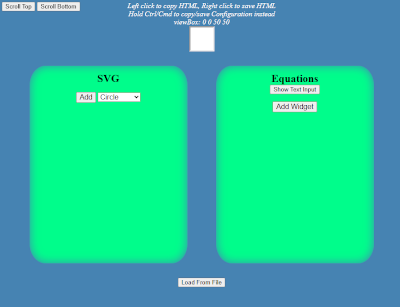 Scroll Top Scroll Bottom
Left click to copy HTML, Right click to save HTML
Hold Ctrl/Cmd to copy/save Configuration instead
viewBox: 0 0 50 50
SVG
Add Circle
Equations
Show Text Input
Add Widget
Load From File